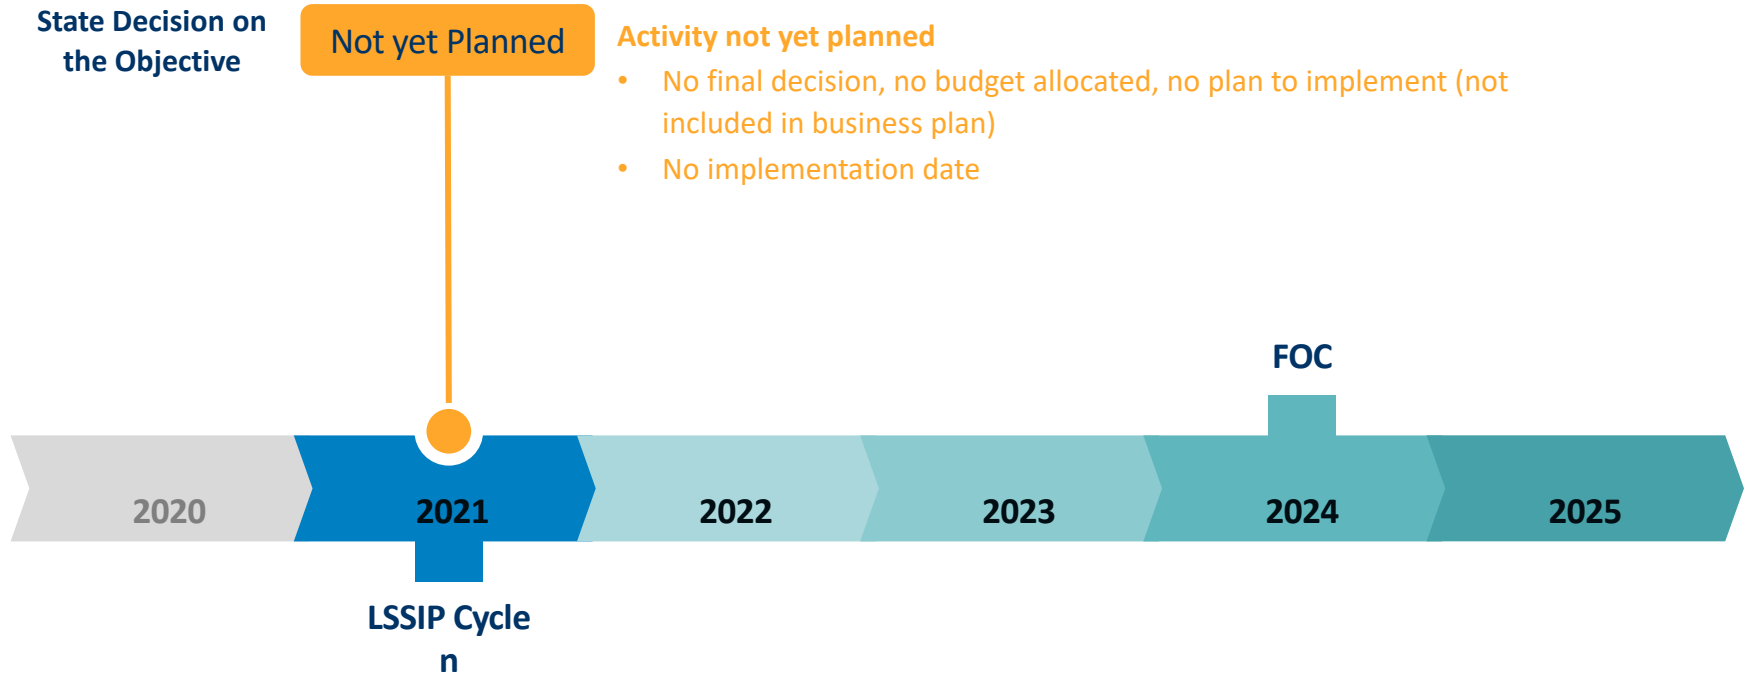 State Decision on
the Objective
Not yet Planned
Activity not yet planned
• No final decision, no budget allocated, no plan to implement (not
included in business plan)
• No implementation date
FOC
2020
2021
2022
2023
2024
2025
LSSIP Cycle
n